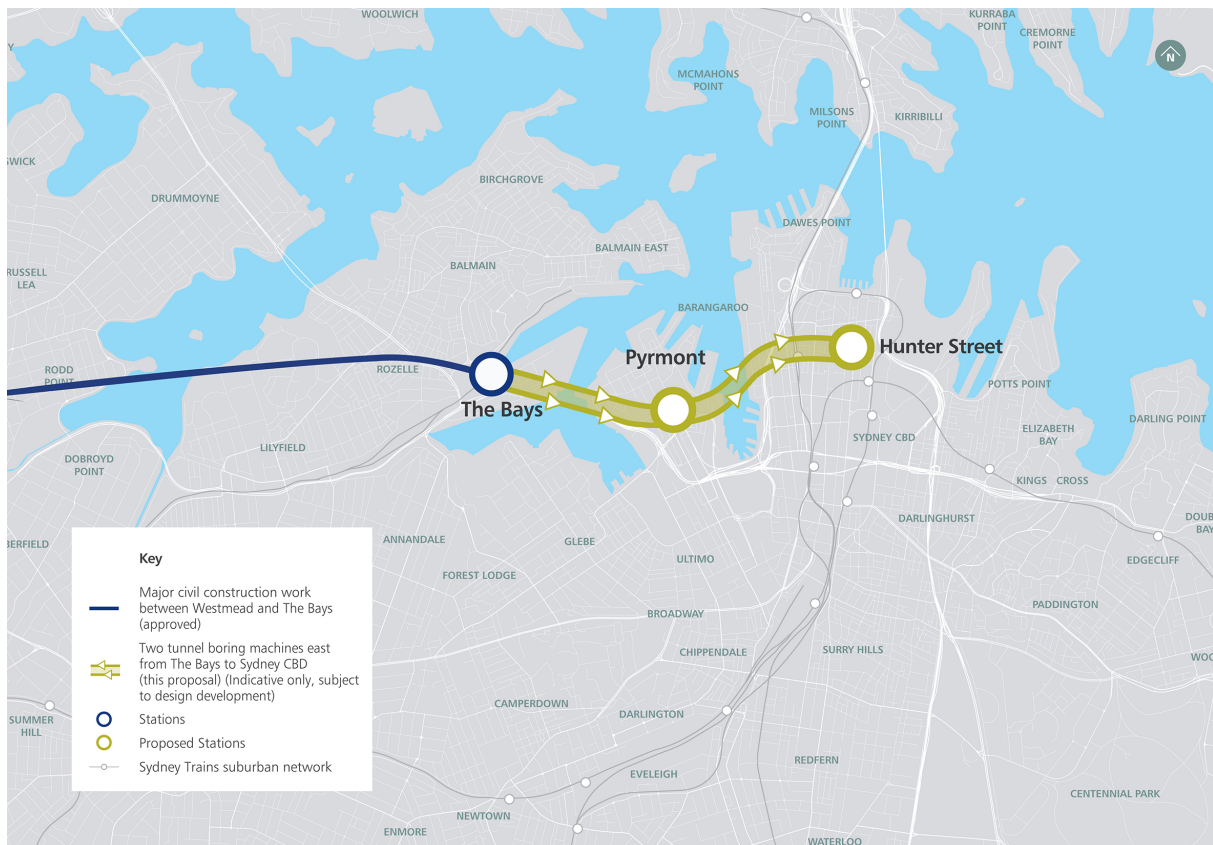 WOOLWICH
KURRABA
POINT
CREMORNE
POINT
N
Y
MCMAHONS
POINT
MILSONS
POINT
KIRRIBILLI
SWICK
BIRCHGROVE
DRUMMOYNE
DAWES POINT
BALMAIN EAST
BALMAIN
RUSSELL
LEA
BARANGAROO
Pyrmont
Hunter Street
RODD
POINT
ROZELLE
POTTS POINT
The Bays
DARLING POINT
ELIZABETH
BAY
SYDNEY CBD
LILYFIELD
DOBROYD
POINT
KINGS CROSS
DARLINGHURST
DOUB
BAY
BERFIELD
ANNANDALE
GLEBE
ULTIMO
EDGECLIFF
FOREST LODGE
PADDINGTON
BROADWAY
CHIPPENDALE
SURRY HILLS
WOO
CAMPERDOWN
DARLINGTON
SUMMER
HILL
REDFERN
EVELEIGH
CENTENNIAL PARK
NEWTOWN
ENMORE
WATERLOO
Key
Major civil construction work
between Westmead and The Bays
(approved)
Two tunnel boring machines east
from The Bays to Sydney CBD
(this proposal) (Indicative only, subject
to design development)
Stations
Proposed Stations
Sydney Trains suburban network